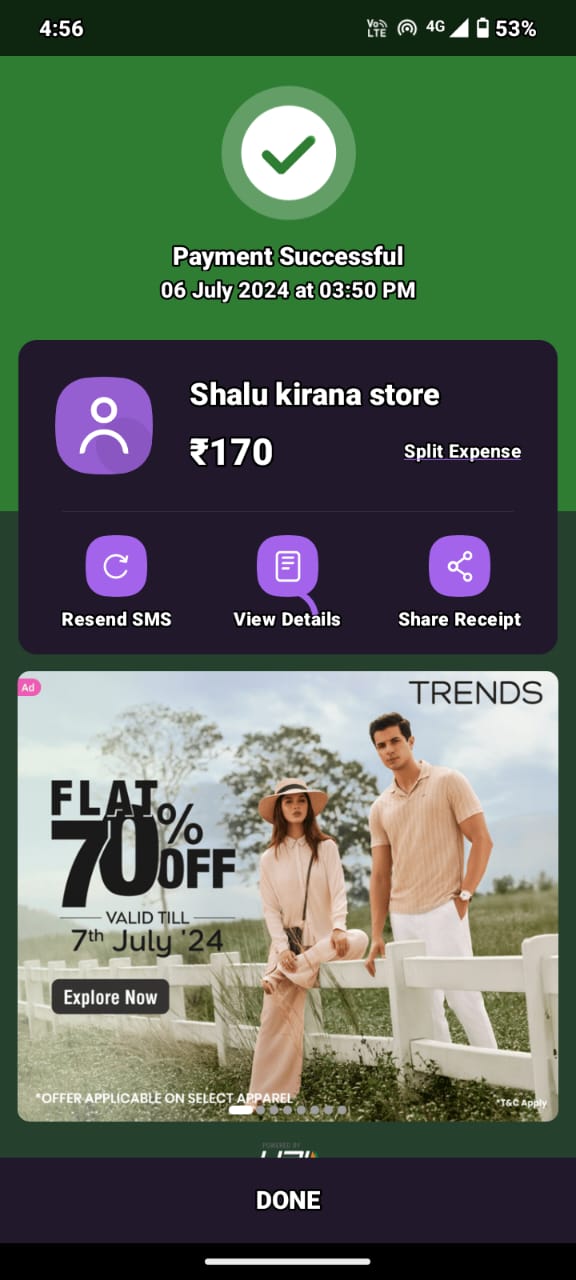 4:56
Vo LTE 4G 53%
Payment Successful
06 July 2024 at 03:50 PM
Shalu kirana store
₹170
Split Expense
Resend SMS
View Details
Share Receipt
Ad
TRENDS
FLAT
70% OFF
VALID TILL
7th July '24
Explore Now
*OFFER APPLICABLE ON SELECT APPAREL
*T&C Apply
POWERED BY
DONE